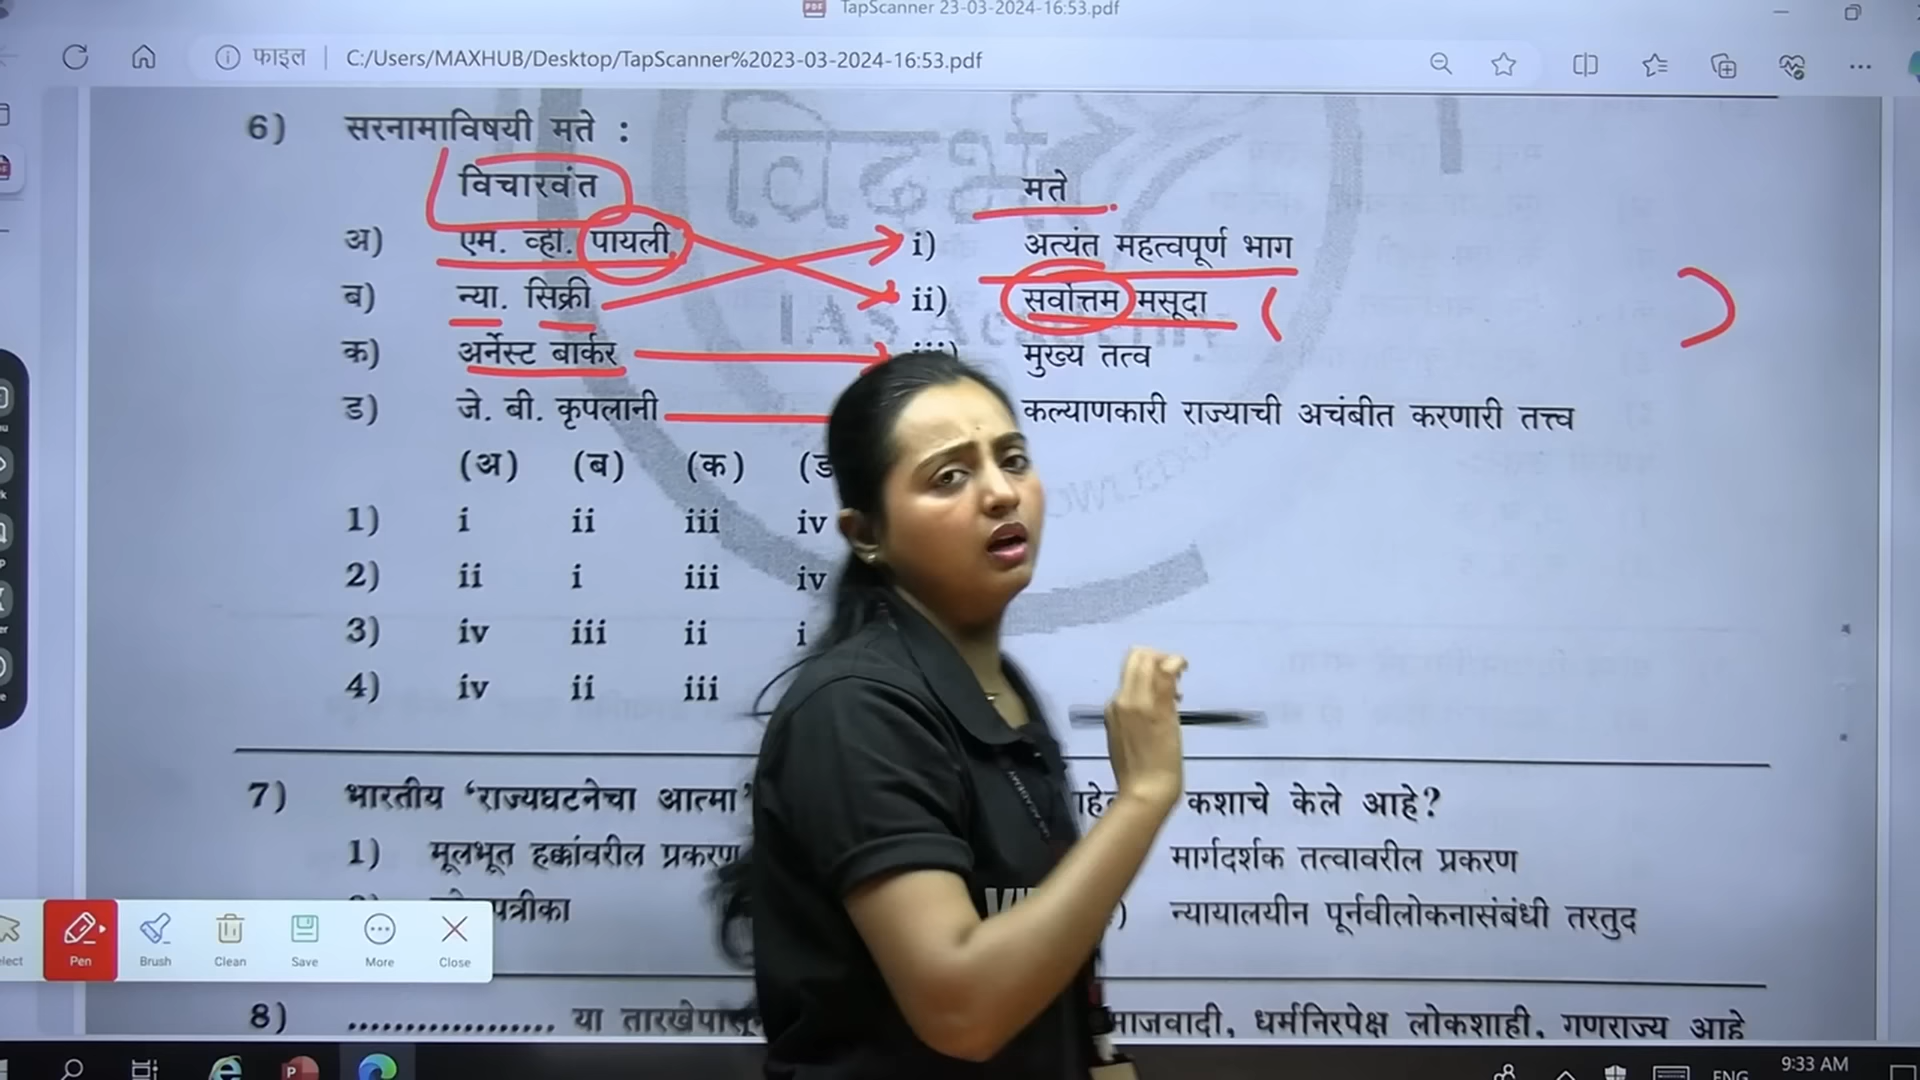 TapScanner 23-03-2024-16:53.pdf
फाइल C:/Users/MAXHUB/Desktop/TapScanner%2023-03-2024-16:53.pdf
विदर्भ
IAS Academy
6) सरनामाविषयी मते :
विचारवंत मते
अ) एम. व्ही. पायली i) अत्यंत महत्वपूर्ण भाग
ब) न्या. सिक्री ii) सर्वोत्तम मसूदा
क) अर्नेस्ट बार्कर iii) मुख्य तत्व
ड) जे. बी. कृपलानी कल्याणकारी राज्याची अचंबीत करणारी तत्त्व
(अ) (ब) (क) (ड
1) i ii iii iv
2) ii i iii iv
3) iv iii ii i
4) iv ii iii
7) भारतीय ‘राज्यघटनेचा आत्मा’ कशाचे केले आहे?
1) मूलभूत हक्कांवरील प्रकरण मार्गदर्शक तत्वावरील प्रकरण
न्यायालयीन पूर्नवीलोकनासंबंधी तरतुद
Pen Brush Clean Save More Close
8) .................. या धर्मनिरपेक्ष लोकशाही, गणराज्य आहे
ENG 9:33 AM